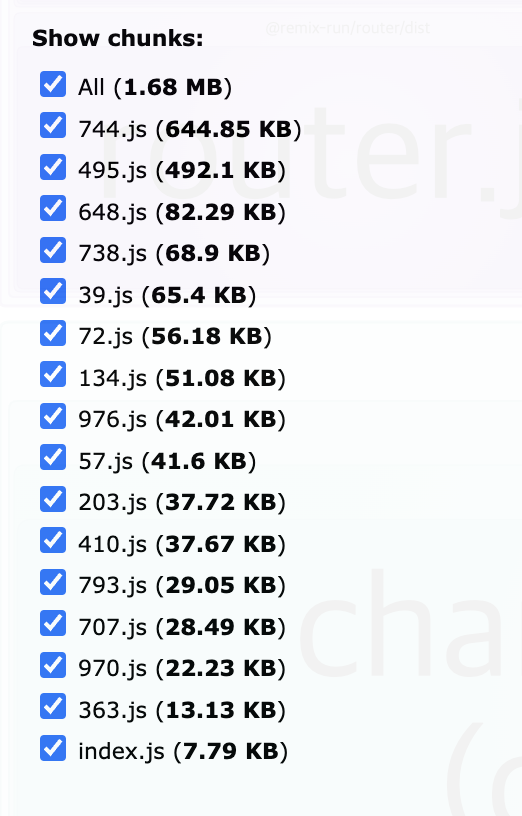 @remix-run/router/dist
Show chunks:
router.j
All (1.68 MB)
744.js (644.85 KB)
495.js (492.1 KB)
648.js (82.29 KB)
738.js (68.9 KB)
39.js (65.4 KB)
72.js (56.18 KB)
134.js (51.08 KB)
976.js (42.01 KB)
57.js (41.6 KB)
203.js (37.72 KB)
410.js (37.67 KB)
793.js (29.05 KB)
707.js (28.49 KB)
970.js (22.23 KB)
363.js (13.13 KB)
index.js (7.79 KB)
cha
(